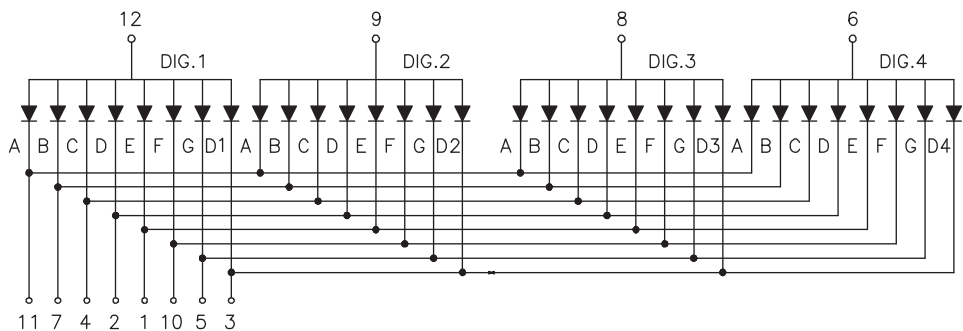 12 9 8 6
DIG.1 DIG.2 DIG.3 DIG.4
A B C D E F G D1 A B C D E F G D2 A B C D E F G D3 A B C D E F G D4
11 7 4 2 1 10 5 3